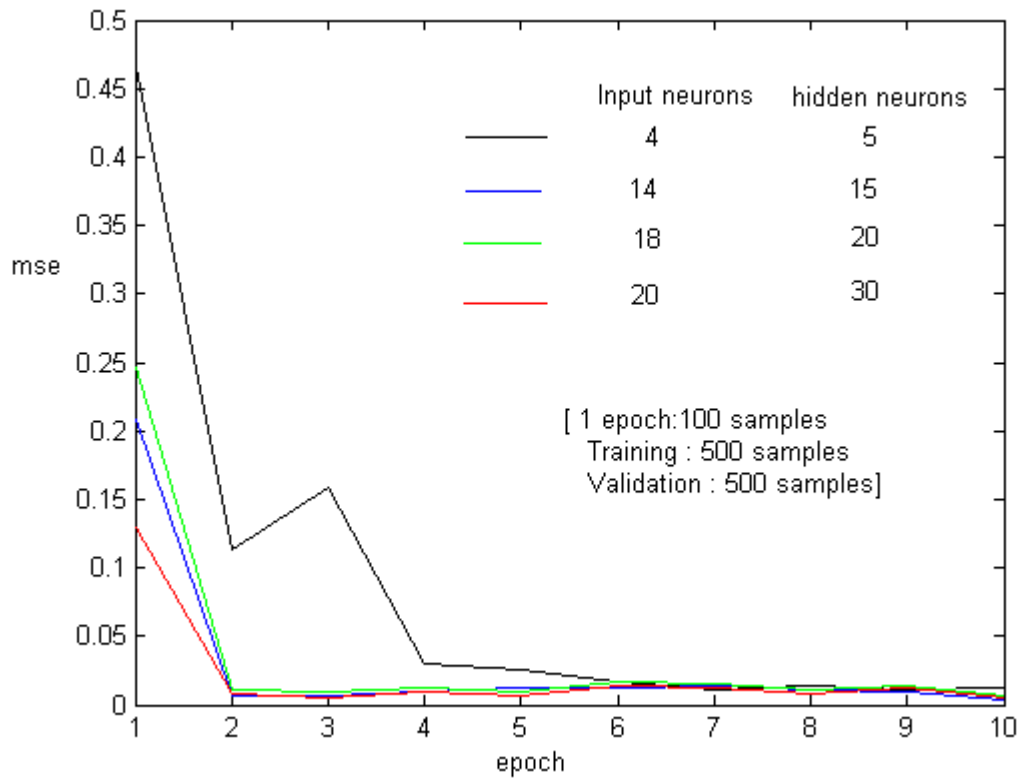 0.5
0.45
0.4
0.35
0.3
0.25
0.2
0.15
0.1
0.05
0
mse
Input neurons hidden neurons
4 5
14 15
18 20
20 30
[ 1 epoch:100 samples
Training : 500 samples
Validation : 500 samples]
1 2 3 4 5 6 7 8 9 10
epoch